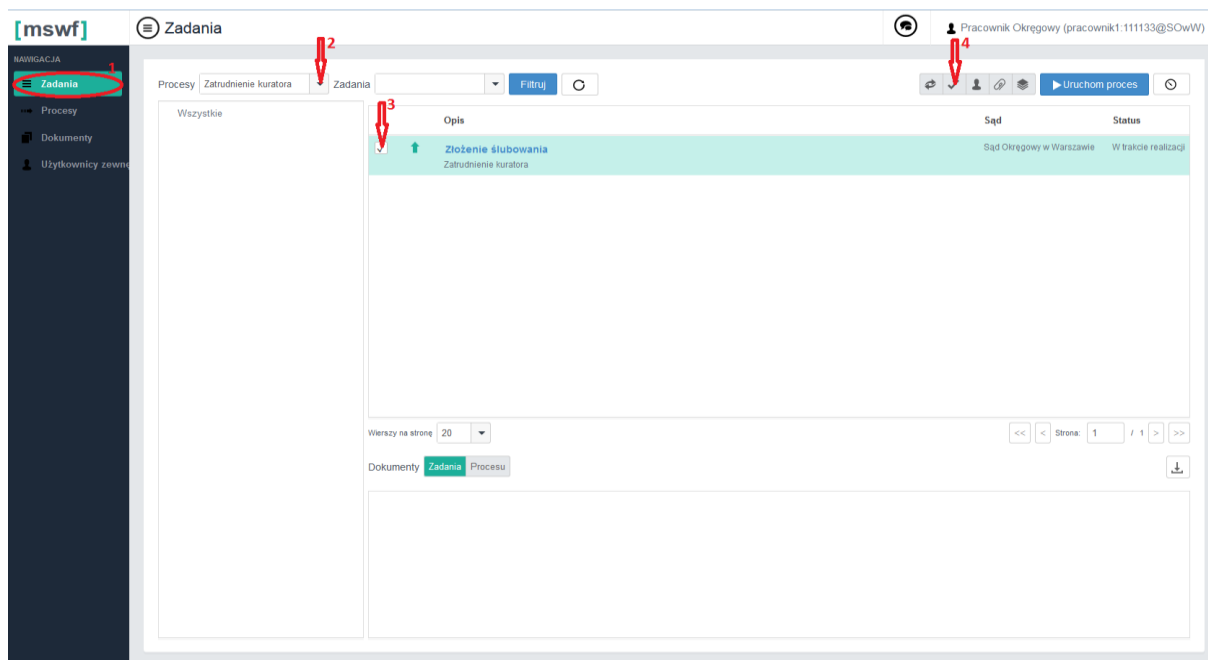 [mswf]
Zadania
Pracownik Okręgowy (pracownik1:111133@SOwW)
2
4
NAWIGACJA
1
Zadania
Procesy
Dokumenty
Użytkownicy zewnę
Procesy Zatrudnienie kuratora Zadania Filtruj Uruchom proces
Wszystkie
3
Opis Sąd Status
Złożenie ślubowania Sąd Okręgowy w Warszawie W trakcie realizacji
Zatrudnienie kuratora
Wierszy na stronę 20 << < Strona: 1 / 1 > >>
Dokumenty Zadania Procesu